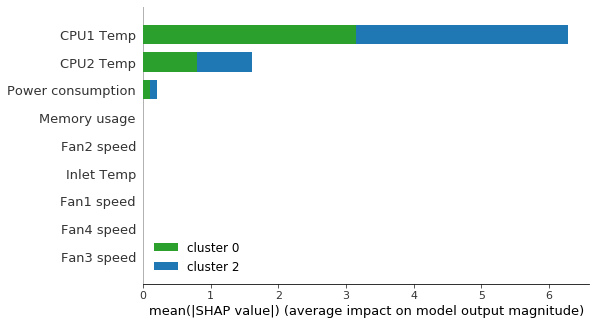 CPU1 Temp
CPU2 Temp
Power consumption
Memory usage
Fan2 speed
Inlet Temp
Fan1 speed
Fan4 speed
Fan3 speed
cluster 0
cluster 2
0 1 2 3 4 5 6
mean(|SHAP value|) (average impact on model output magnitude)